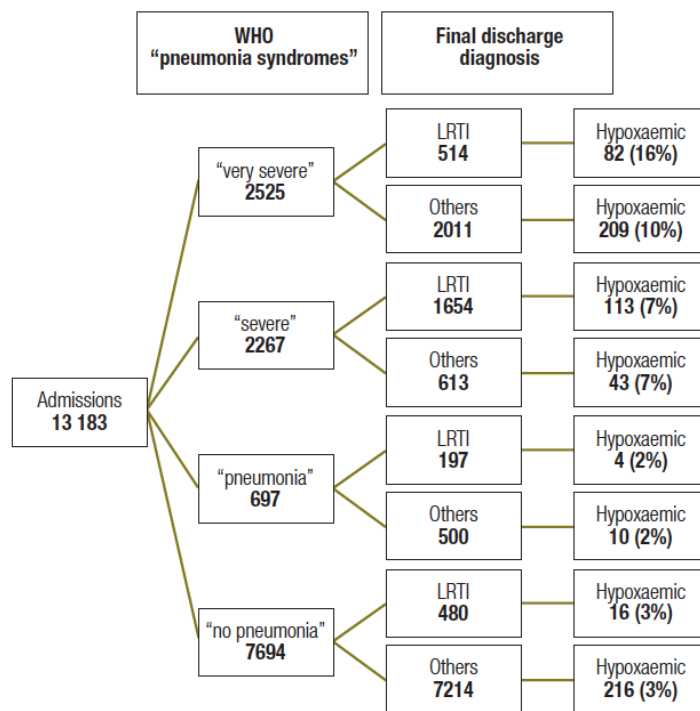 WHO
“pneumonia syndromes”
Final discharge
diagnosis
Admissions
13 183
“very severe”
2525
LRTI
514
Hypoxaemic
82 (16%)
Others
2011
Hypoxaemic
209 (10%)
“severe”
2267
LRTI
1654
Hypoxaemic
113 (7%)
Others
613
Hypoxaemic
43 (7%)
“pneumonia”
697
LRTI
197
Hypoxaemic
4 (2%)
Others
500
Hypoxaemic
10 (2%)
“no pneumonia”
7694
LRTI
480
Hypoxaemic
16 (3%)
Others
7214
Hypoxaemic
216 (3%)